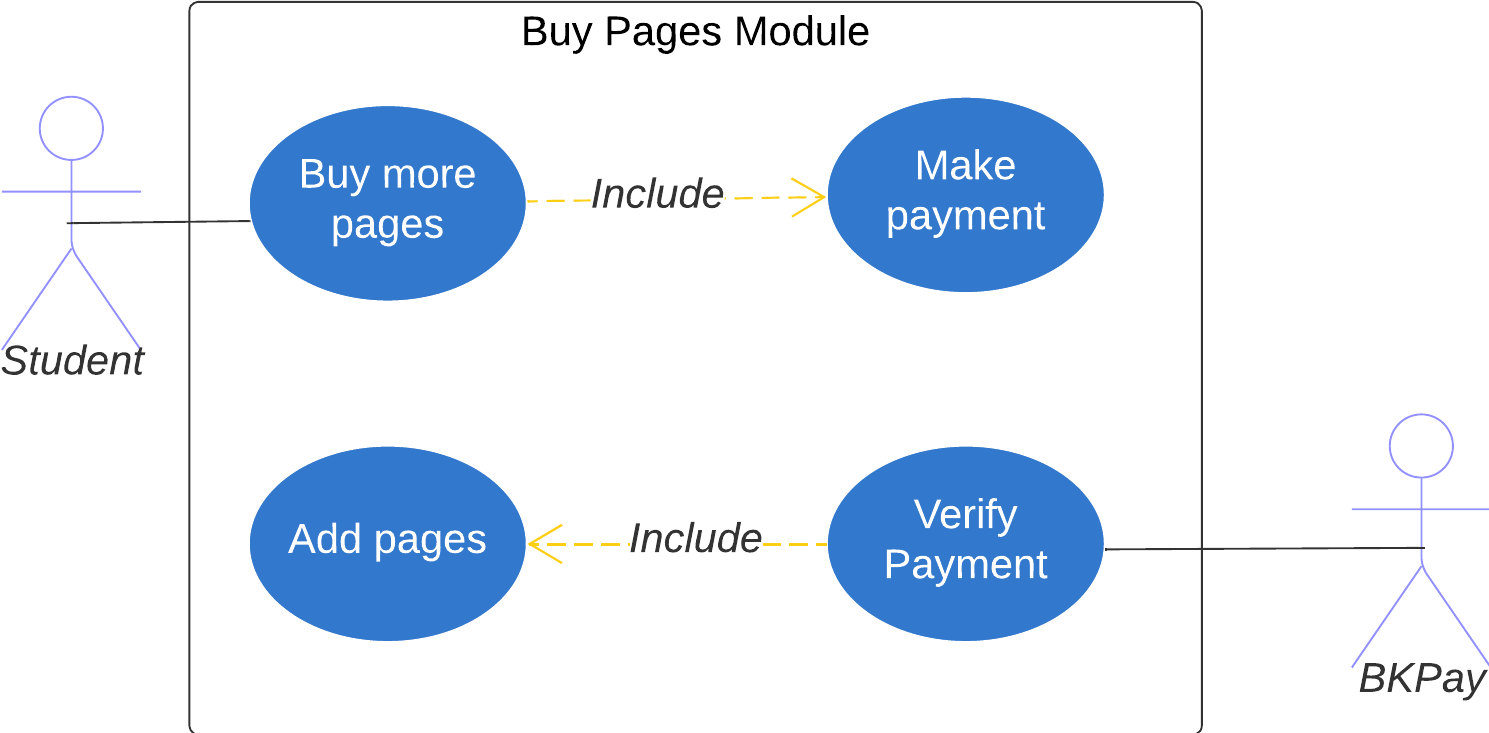 Buy Pages Module
Buy more
pages
Include
Make
payment
Student
Add pages
Include
Verify
Payment
BKPay